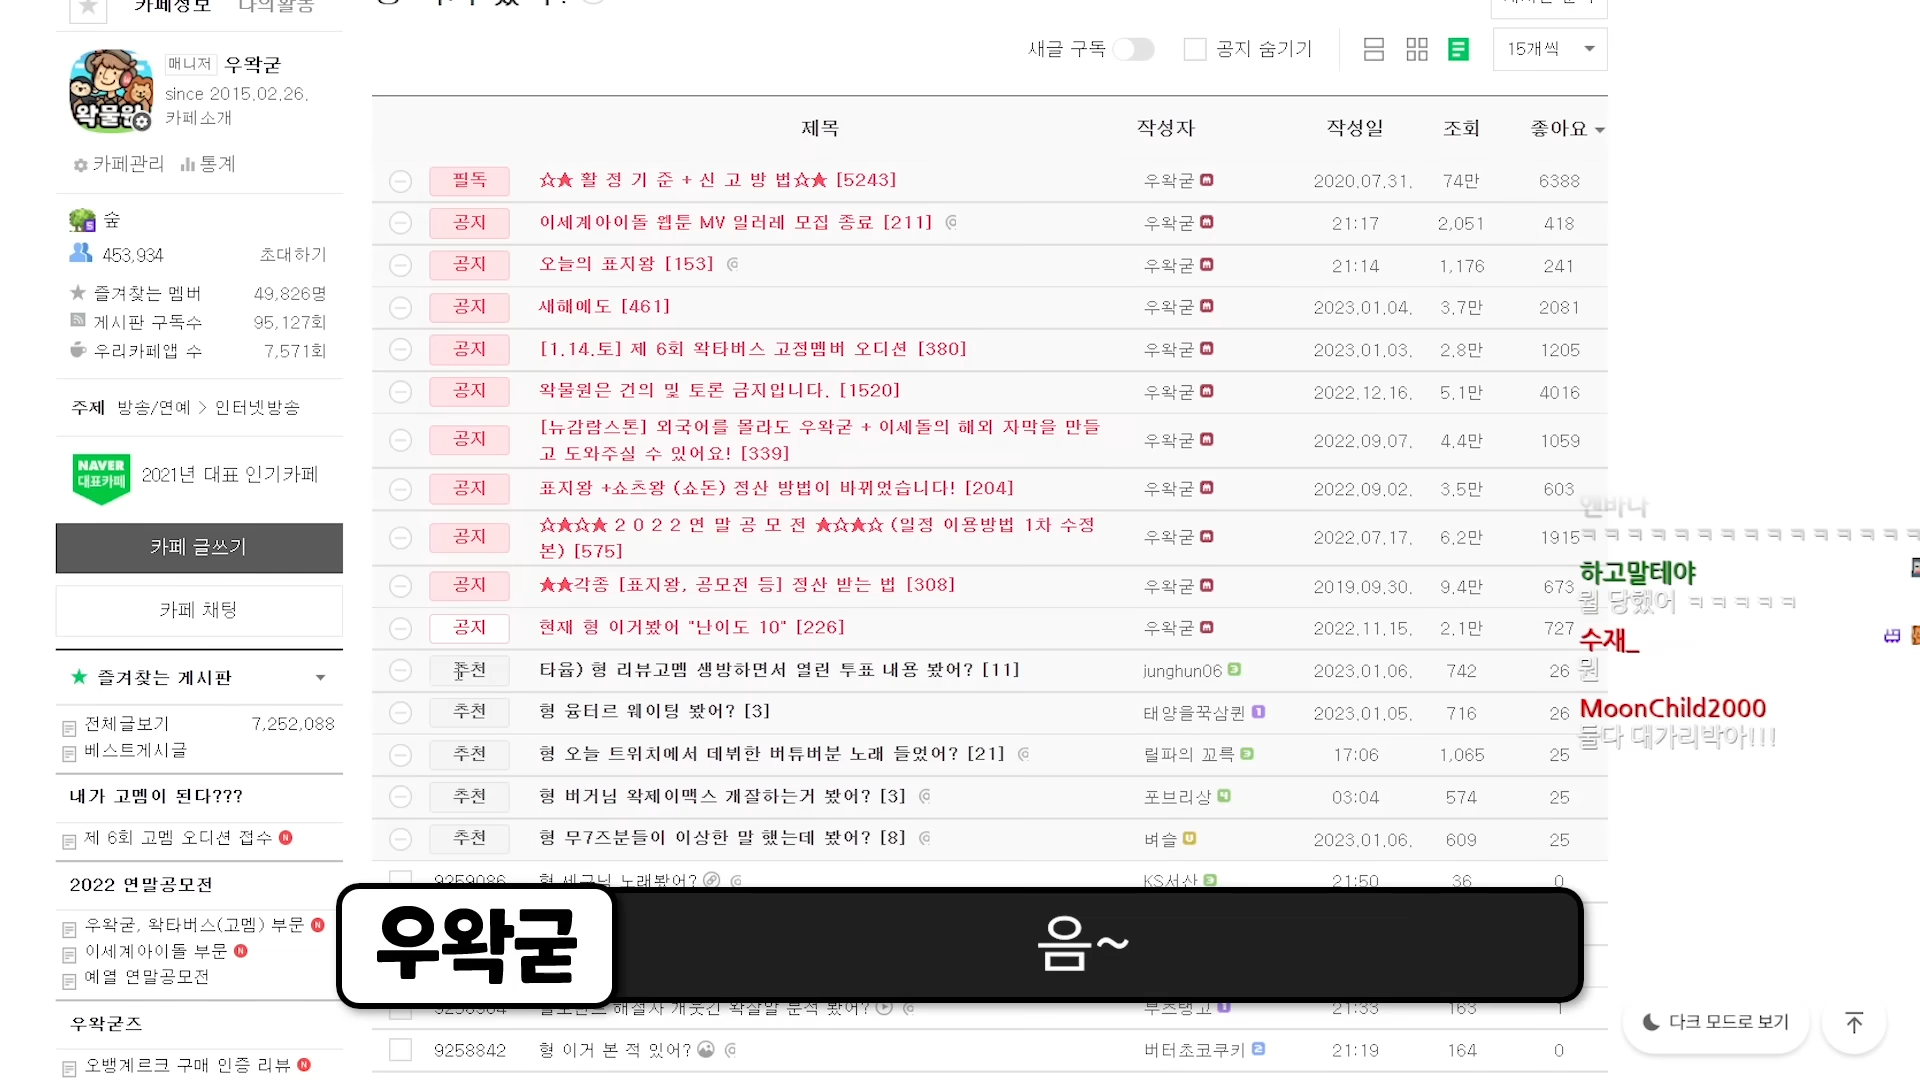 카페정보 나의활동
매니저 우왁굳
since 2015.02.26.
카페소개
왁물원
카페관리 통계
숲
453,934 초대하기
즐겨찾는 멤버 49,826명
게시판 구독수 95,127회
우리카페앱 수 7,571회
주제 방송/연예 > 인터넷방송
NAVER
대표카페
2021년 대표 인기카페
카페 글쓰기
카페 채팅
★ 즐겨찾는 게시판
전체글보기 7,252,088
베스트게시글
내가 고멤이 된다???
제 6회 고멤 오디션 접수 N
2022 연말공모전
우왁굳, 왁타버스(고멤) 부문 N
이세계아이돌 부문 N
예열 연말공모전
우왁굳즈
오뱅계르크 구매 인증 리뷰 N
새글 구독 공지 숨기기 15개씩
제목 작성자 작성일 조회 좋아요
필독 ☆★ 활 정 기 준 + 신 고 방 법☆★ [5243] 우왁굳 2020.07.31. 74만 6388
공지 이세계아이돌 웹툰 MV 일러레 모집 종료 [211] 우왁굳 21:17 2,051 418
공지 오늘의 표지왕 [153] 우왁굳 21:14 1,176 241
공지 새해에도 [461] 우왁굳 2023.01.04. 3.7만 2081
공지 [1.14.토] 제 6회 왁타버스 고정멤버 오디션 [380] 우왁굳 2023.01.03. 2.8만 1205
공지 왁물원은 건의 및 토론 금지입니다. [1520] 우왁굳 2022.12.16. 5.1만 4016
공지 [뉴감람스톤] 외국어를 몰라도 우왁굳 + 이세돌의 해외 자막을 만들
고 도와주실 수 있어요! [339] 우왁굳 2022.09.07. 4.4만 1059
공지 표지왕 +쇼츠왕 (쇼돈) 정산 방법이 바뀌었습니다! [204] 우왁굳 2022.09.02. 3.5만 603
공지 ☆★☆★ 2 0 2 2 연 말 공 모 전 ★☆★☆ (일정 이용방법 1차 수정
본) [575] 우왁굳 2022.07.17. 6.2만 1915
공지 ★★각종 [표지왕, 공모전 등] 정산 받는 법 [308] 우왁굳 2019.09.30. 9.4만 673
공지 현재 형 이거봤어 "난이도 10" [226] 우왁굳 2022.11.15. 2.1만 727
추천 타윱) 형 리뷰고멤 생방하면서 열린 투표 내용 봤어? [11] junghun06 2023.01.06. 742 26
추천 형 융터르 웨이팅 봤어? [3] 태양을꾹삼퀸 2023.01.05. 716 26
추천 형 오늘 트위치에서 데뷔한 버튜버분 노래 들었어? [21] 릴파의 꼬륵 17:06 1,065 25
추천 형 버거님 왁제이맥스 개잘하는거 봤어? [3] 포브리상 03:04 574 25
추천 형 무7즈분들이 이상한 말 했는데 봤어? [8] 벼슬 2023.01.06. 609 25
9259086 형 세구님 노래봤어? KS서산 21:50 36 0
21:33 163 1
9258842 형 이거 본 적 있어? 버터초코쿠키 21:19 164 0
ㅋㅋㅋㅋㅋㅋㅋㅋㅋㅋㅋㅋㅋㅋ
하고말테야
뭘 당했어 ㅋㅋㅋㅋㅋ
수재_
뭔
MoonChild2000
둘다 대가리박아!!!
우왁굳
음~
다크 모드로 보기